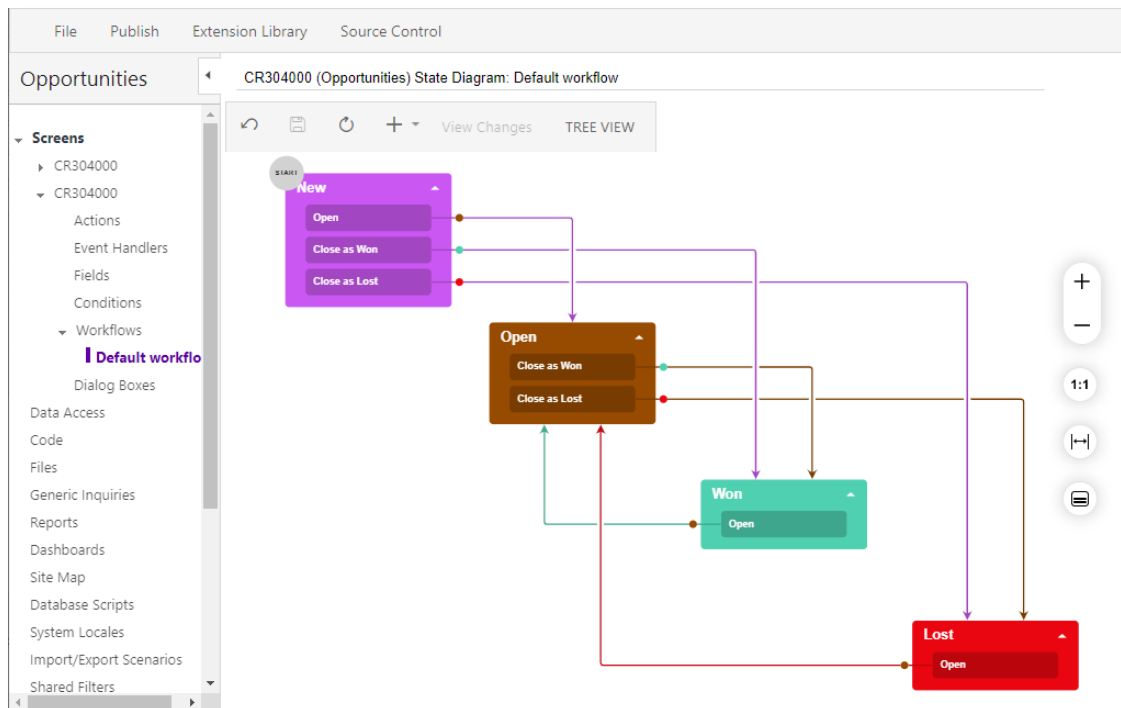 File Publish Extension Library Source Control
Opportunities
CR304000 (Opportunities) State Diagram: Default workflow
View Changes TREE VIEW
Screens
CR304000
CR304000
Actions
Event Handlers
Fields
Conditions
Workflows
Default workflo
Dialog Boxes
Data Access
Code
Files
Generic Inquiries
Reports
Dashboards
Site Map
Database Scripts
System Locales
Import/Export Scenarios
Shared Filters
START
New
Open
Close as Won
Close as Lost
Open
Close as Won
Close as Lost
Won
Open
Lost
Open
1:1